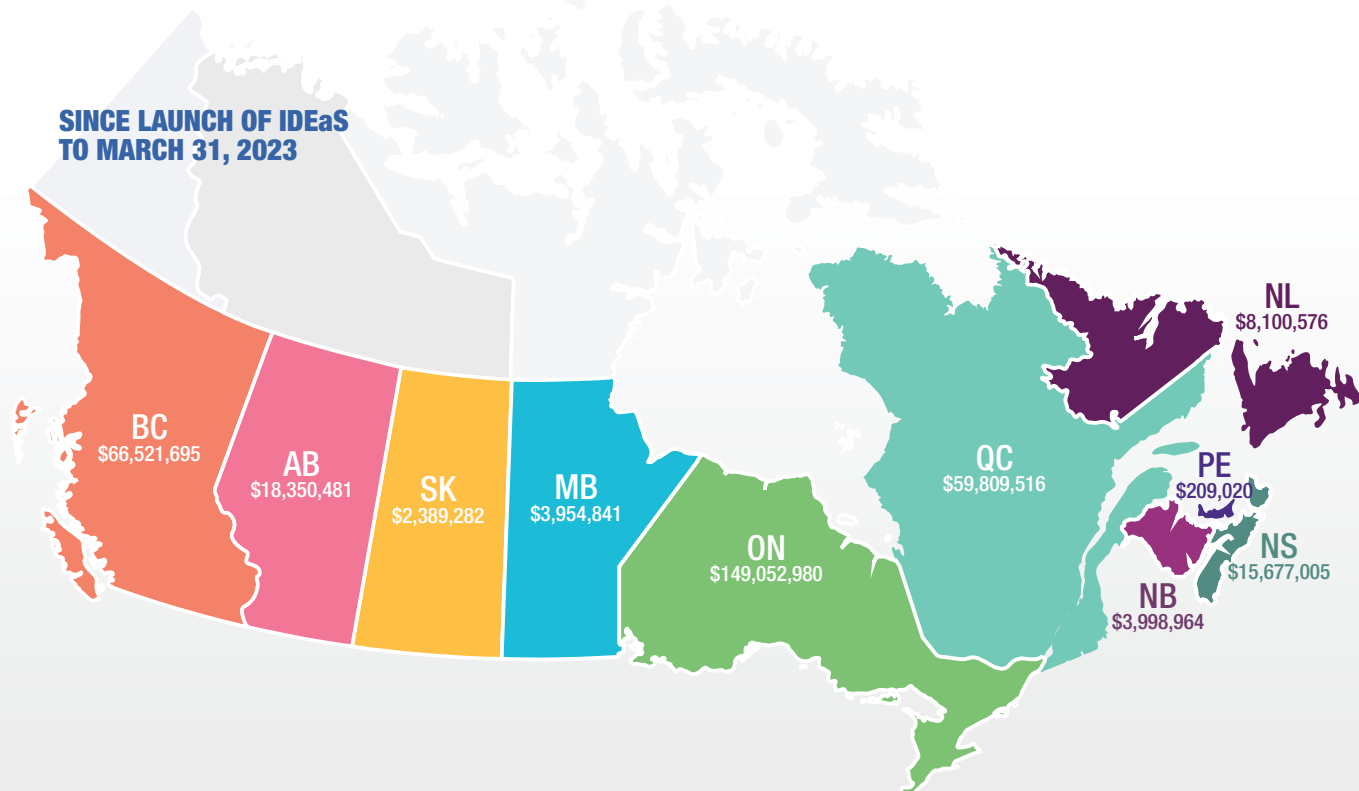 SINCE LAUNCH OF IDEaS
TO MARCH 31, 2023
BC
$66,521,695
AB
$18,350,481
SK
$2,389,282
MB
$3,954,841
ON
$149,052,980
QC
$59,809,516
NL
$8,100,576
PE
$209,020
NS
$15,677,005
NB
$3,998,964